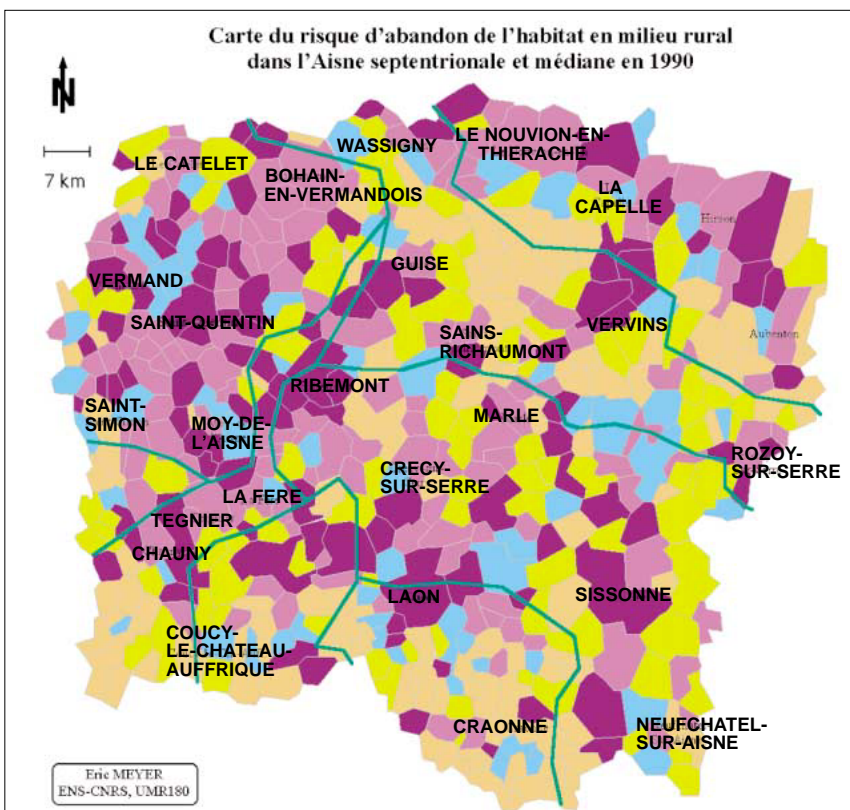 Carte du risque d'abandon de l'habitat en milieu rural
dans l'Aisne septentrionale et médiane en 1990
N
7 km
LE CATELET
WASSIGNY
LE NOUVION-EN-
THIERACHE
BOHAIN-
EN-VERMANDOIS
LA
CAPELLE
Hirson
GUISE
VERMAND
SAINT-QUENTIN
SAINS-
RICHAUMONT
VERVINS
Aubenton
RIBEMONT
SAINT-
SIMON
MOY-DE-
L'AISNE
MARLE
ROZOY-
SUR-SERRE
CRECY-
SUR-SERRE
LA FERE
TEGNIER
CHAUNY
LAON
SISSONNE
COUCY-
LE-CHATEAU-
AUFFRIQUE
CRAONNE
NEUFCHATEL-
SUR-AISNE
Eric MEYER
ENS-CNRS, UMR180